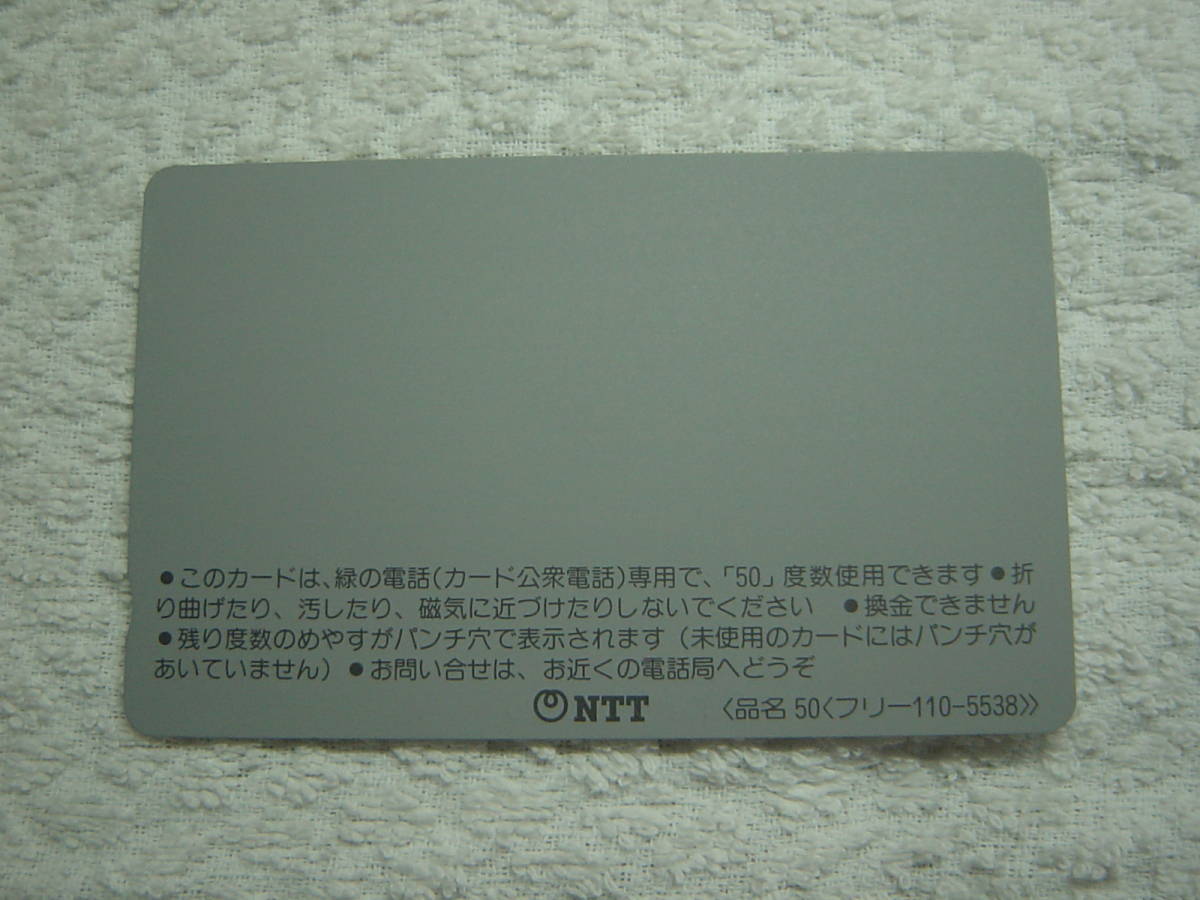 ●このカードは、緑の電話(カード公衆電話)専用で、「50」度数使用できます●折
り曲げたり、汚したり、磁気に近づけたりしないでください ●換金できません
●残り度数のめやすがパンチ穴で表示されます(未使用のカードにはパンチ穴が
あいていません)●お問い合せは、お近くの電話局へどうぞ
NTT 〈品名 50〈フリー110-5538〉〉